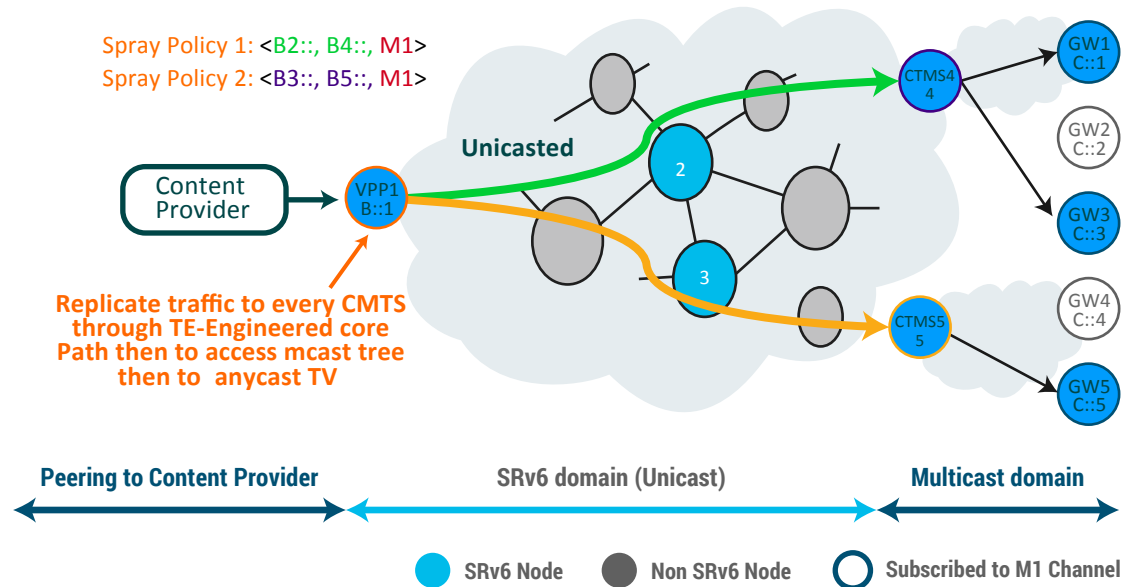 Spray Policy 1: <B2::, B4::, M1>
Spray Policy 2: <B3::, B5::, M1>
Unicasted
Content
Provider
VPP1
B::1
2
3
CTMS4
4
CTMS5
5
GW1
C::1
GW2
C::2
GW3
C::3
GW4
C::4
GW5
C::5
Replicate traffic to every CMTS
through TE-Engineered core
Path then to access mcast tree
then to anycast TV
Peering to Content Provider
SRv6 domain (Unicast)
Multicast domain
SRv6 Node
Non SRv6 Node
Subscribed to M1 Channel